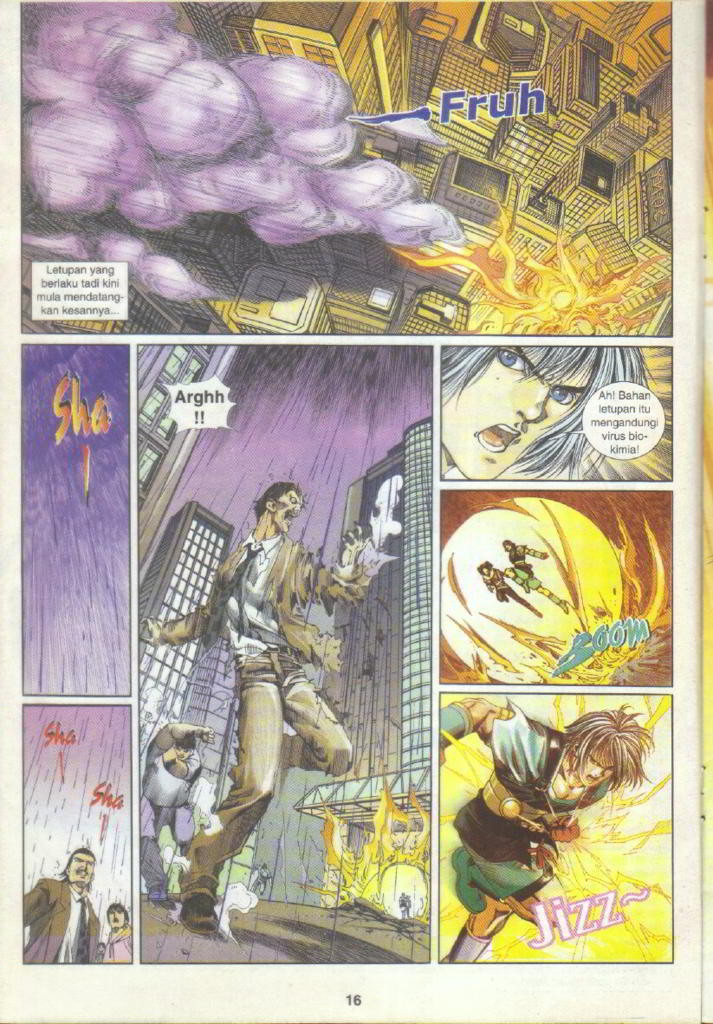 Fruh
Letupan yang
berlaku tadi kini
mula mendatang-
kan kesannya...
Sha
Arghh
!!
Ah! Bahan
letupan itu
mengandungi
virus bio-
kimia!
BOOM
Sha
Sha
Jizz~
16